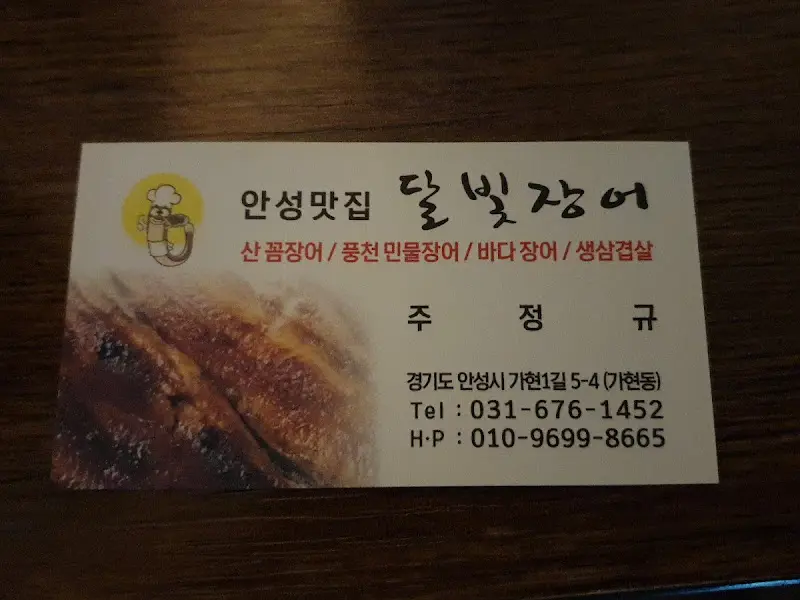 안성맛집 달빛장어
산 꼼장어 / 풍천 민물장어 / 바다 장어 / 생삼겹살
주 정 규
경기도 안성시 가현1길 5-4 (가현동)
Tel : 031-676-1452
H·P : 010-9699-8665